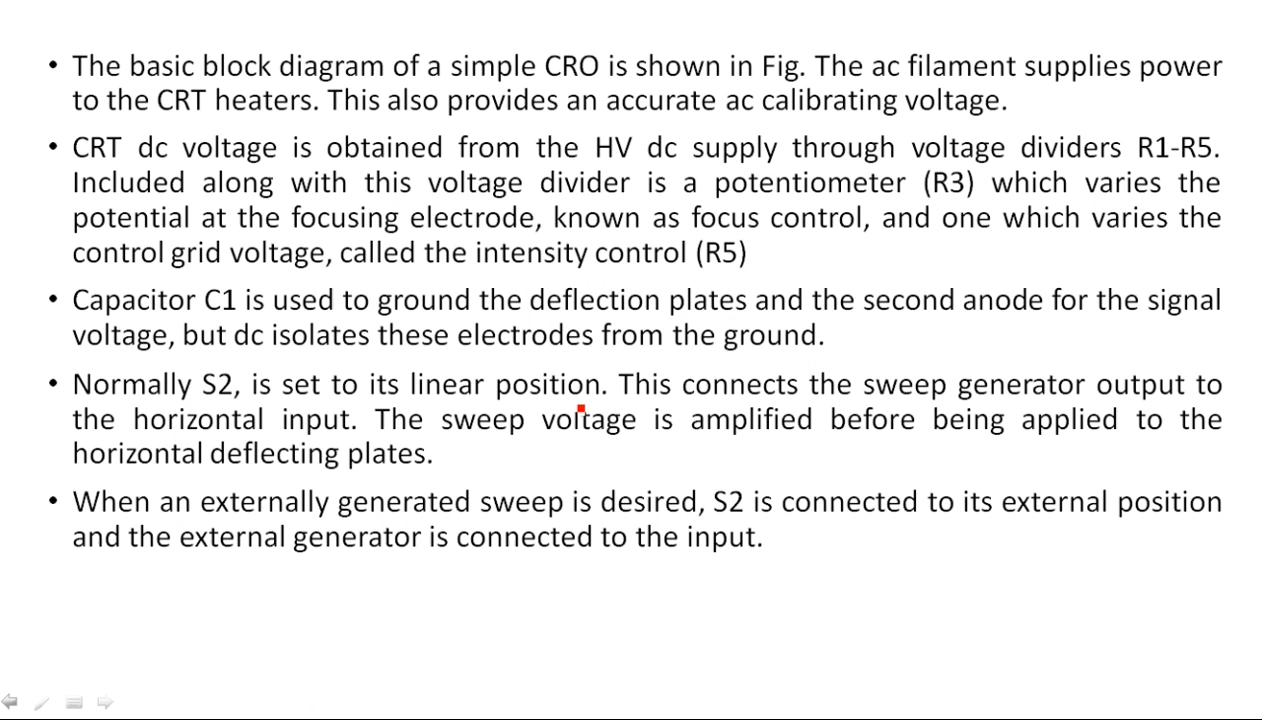 • The basic block diagram of a simple CRO is shown in Fig. The ac filament supplies power
to the CRT heaters. This also provides an accurate ac calibrating voltage.
• CRT dc voltage is obtained from the HV dc supply through voltage dividers R1-R5.
Included along with this voltage divider is a potentiometer (R3) which varies the
potential at the focusing electrode, known as focus control, and one which varies the
control grid voltage, called the intensity control (R5)
• Capacitor C1 is used to ground the deflection plates and the second anode for the signal
voltage, but dc isolates these electrodes from the ground.
• Normally S2, is set to its linear position. This connects the sweep generator output to
the horizontal input. The sweep voltage is amplified before being applied to the
horizontal deflecting plates.
• When an externally generated sweep is desired, S2 is connected to its external position
and the external generator is connected to the input.